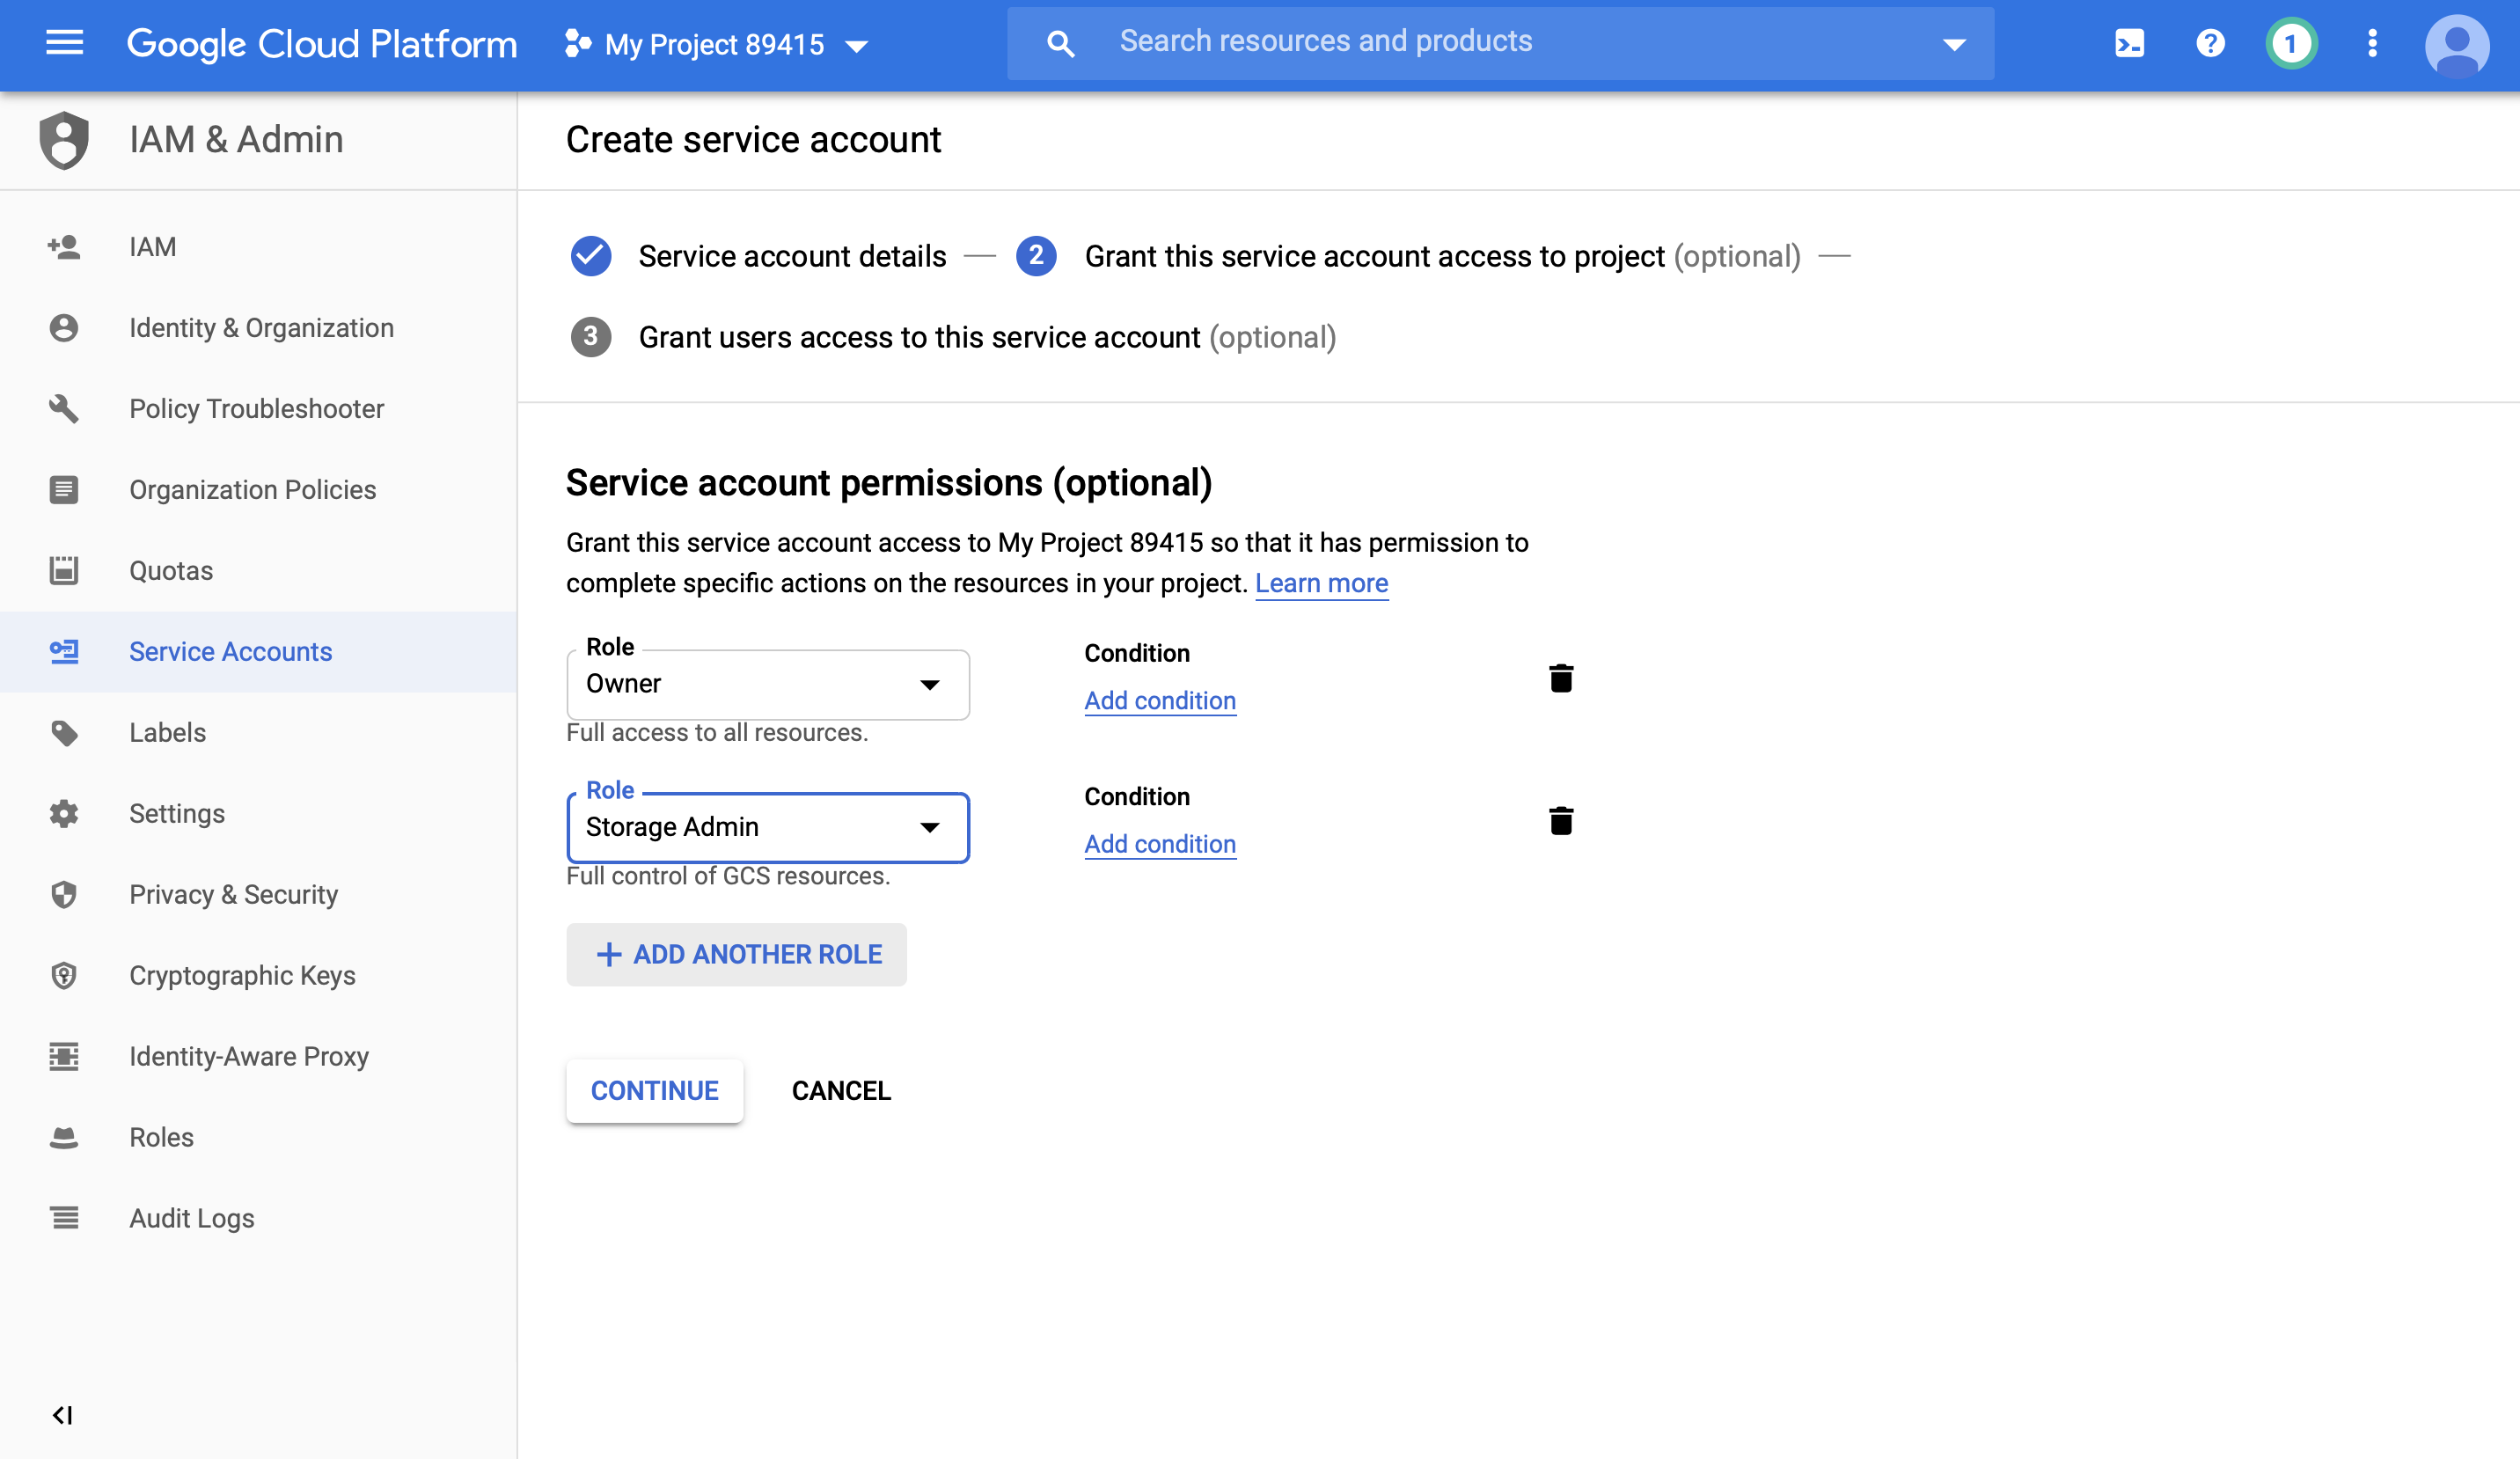 Google Cloud Platform
My Project 89415
Search resources and products
?
1
IAM & Admin
Create service account
IAM
Identity & Organization
Policy Troubleshooter
Organization Policies
Quotas
Service Accounts
Labels
Settings
Privacy & Security
Cryptographic Keys
Identity-Aware Proxy
Roles
Audit Logs
Service account details
2 Grant this service account access to project (optional)
3 Grant users access to this service account (optional)
Service account permissions (optional)
Grant this service account access to My Project 89415 so that it has permission to
complete specific actions on the resources in your project. Learn more
Role
Owner
Full access to all resources.
Condition
Add condition
Role
Storage Admin
Full control of GCS resources.
Condition
Add condition
+ ADD ANOTHER ROLE
CONTINUE
CANCEL